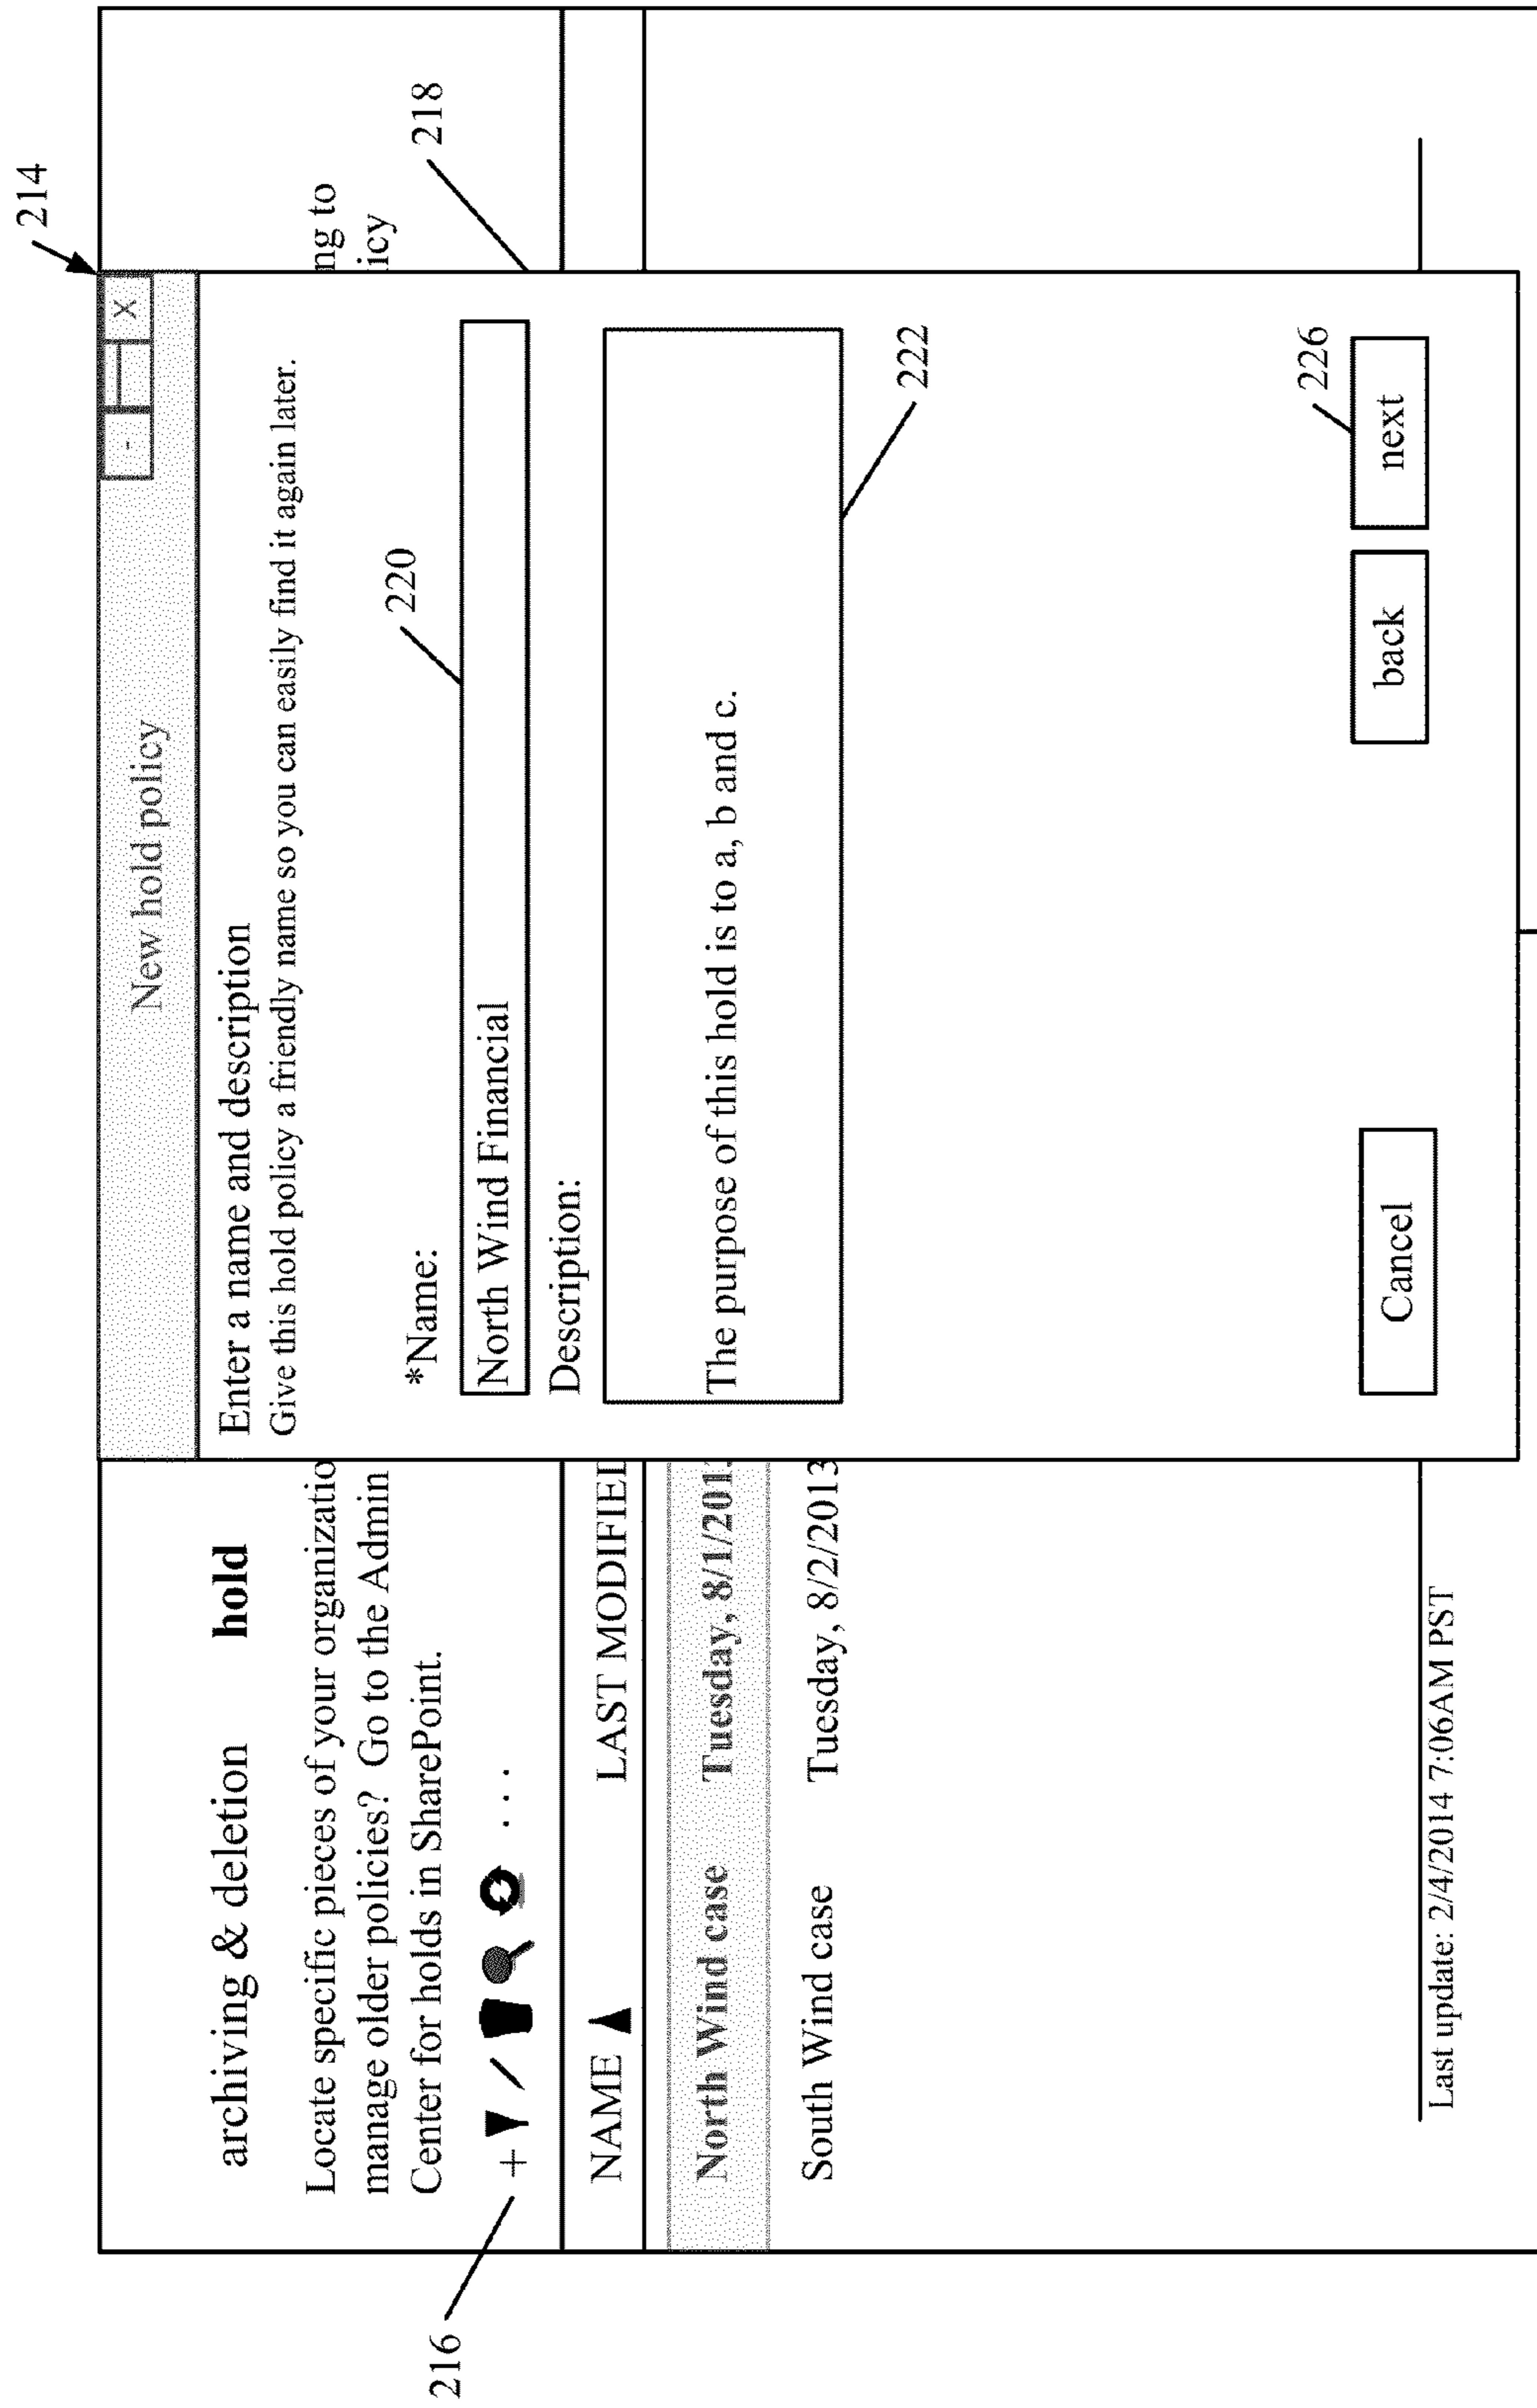 214
archiving & deletion hold
Locate specific pieces of your organizatio
manage older policies? Go to the Admin
Center for holds in SharePoint.
ng to
icy
216
+ ...
NAME LAST MODIFIED
North Wind case Tuesday, 8/1/2013
South Wind case Tuesday, 8/2/2013
Last update: 2/4/2014 7:06AM PST
New hold policy
- X
218
Enter a name and description
Give this hold policy a friendly name so you can easily find it again later.
220
*Name:
North Wind Financial
Description:
The purpose of this hold is to a, b and c.
222
226
Cancel back next